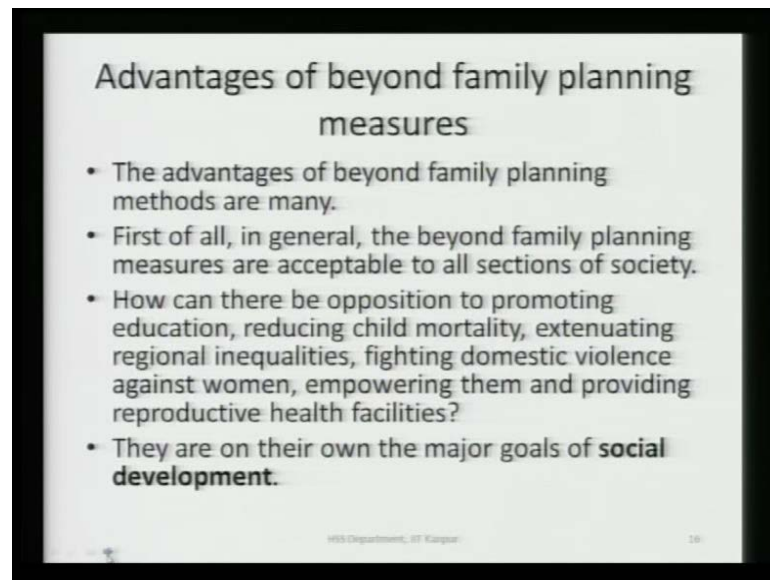 Advantages of beyond family planning
measures
• The advantages of beyond family planning
methods are many.
• First of all, in general, the beyond family planning
measures are acceptable to all sections of society.
• How can there be opposition to promoting
education, reducing child mortality, extenuating
regional inequalities, fighting domestic violence
against women, empowering them and providing
reproductive health facilities?
• They are on their own the major goals of social
development.
HSS Department, IIT Kanpur
16